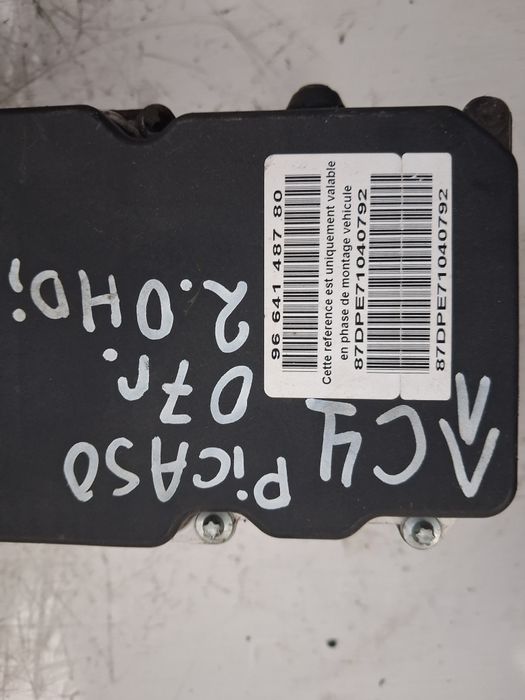 96 641 487 80
Cette reference est uniquement valable
en phase de montage vehicule
87DPE71040792
87DPE71040792
C4
PiCASO
07r.
2.0HDi